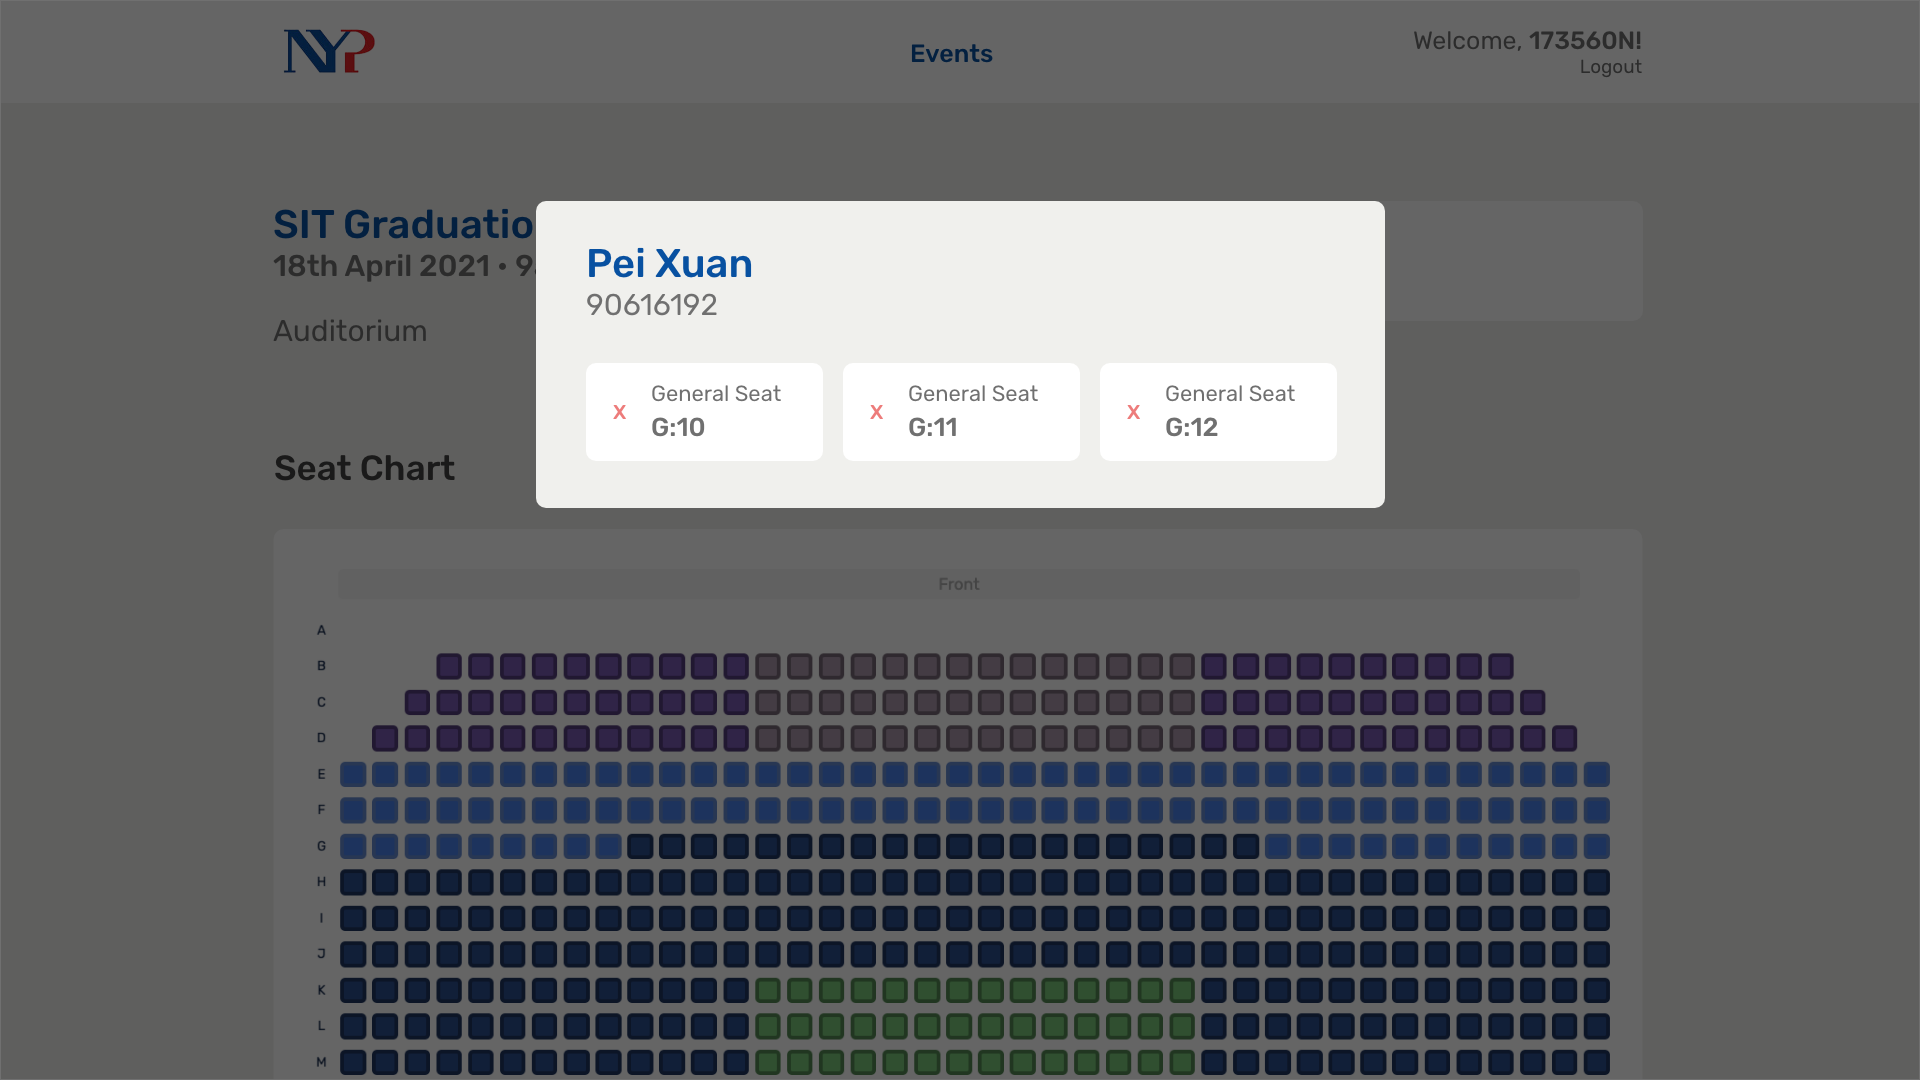 NYP
Events
Welcome, 173560N!
Logout
SIT Graduatio
18th April 2021 • 9
Auditorium
Pei Xuan
90616192
X General Seat
G:10
X General Seat
G:11
X General Seat
G:12
Seat Chart
Front
A
B
C
D
E
F
G
H
I
J
K
L
M